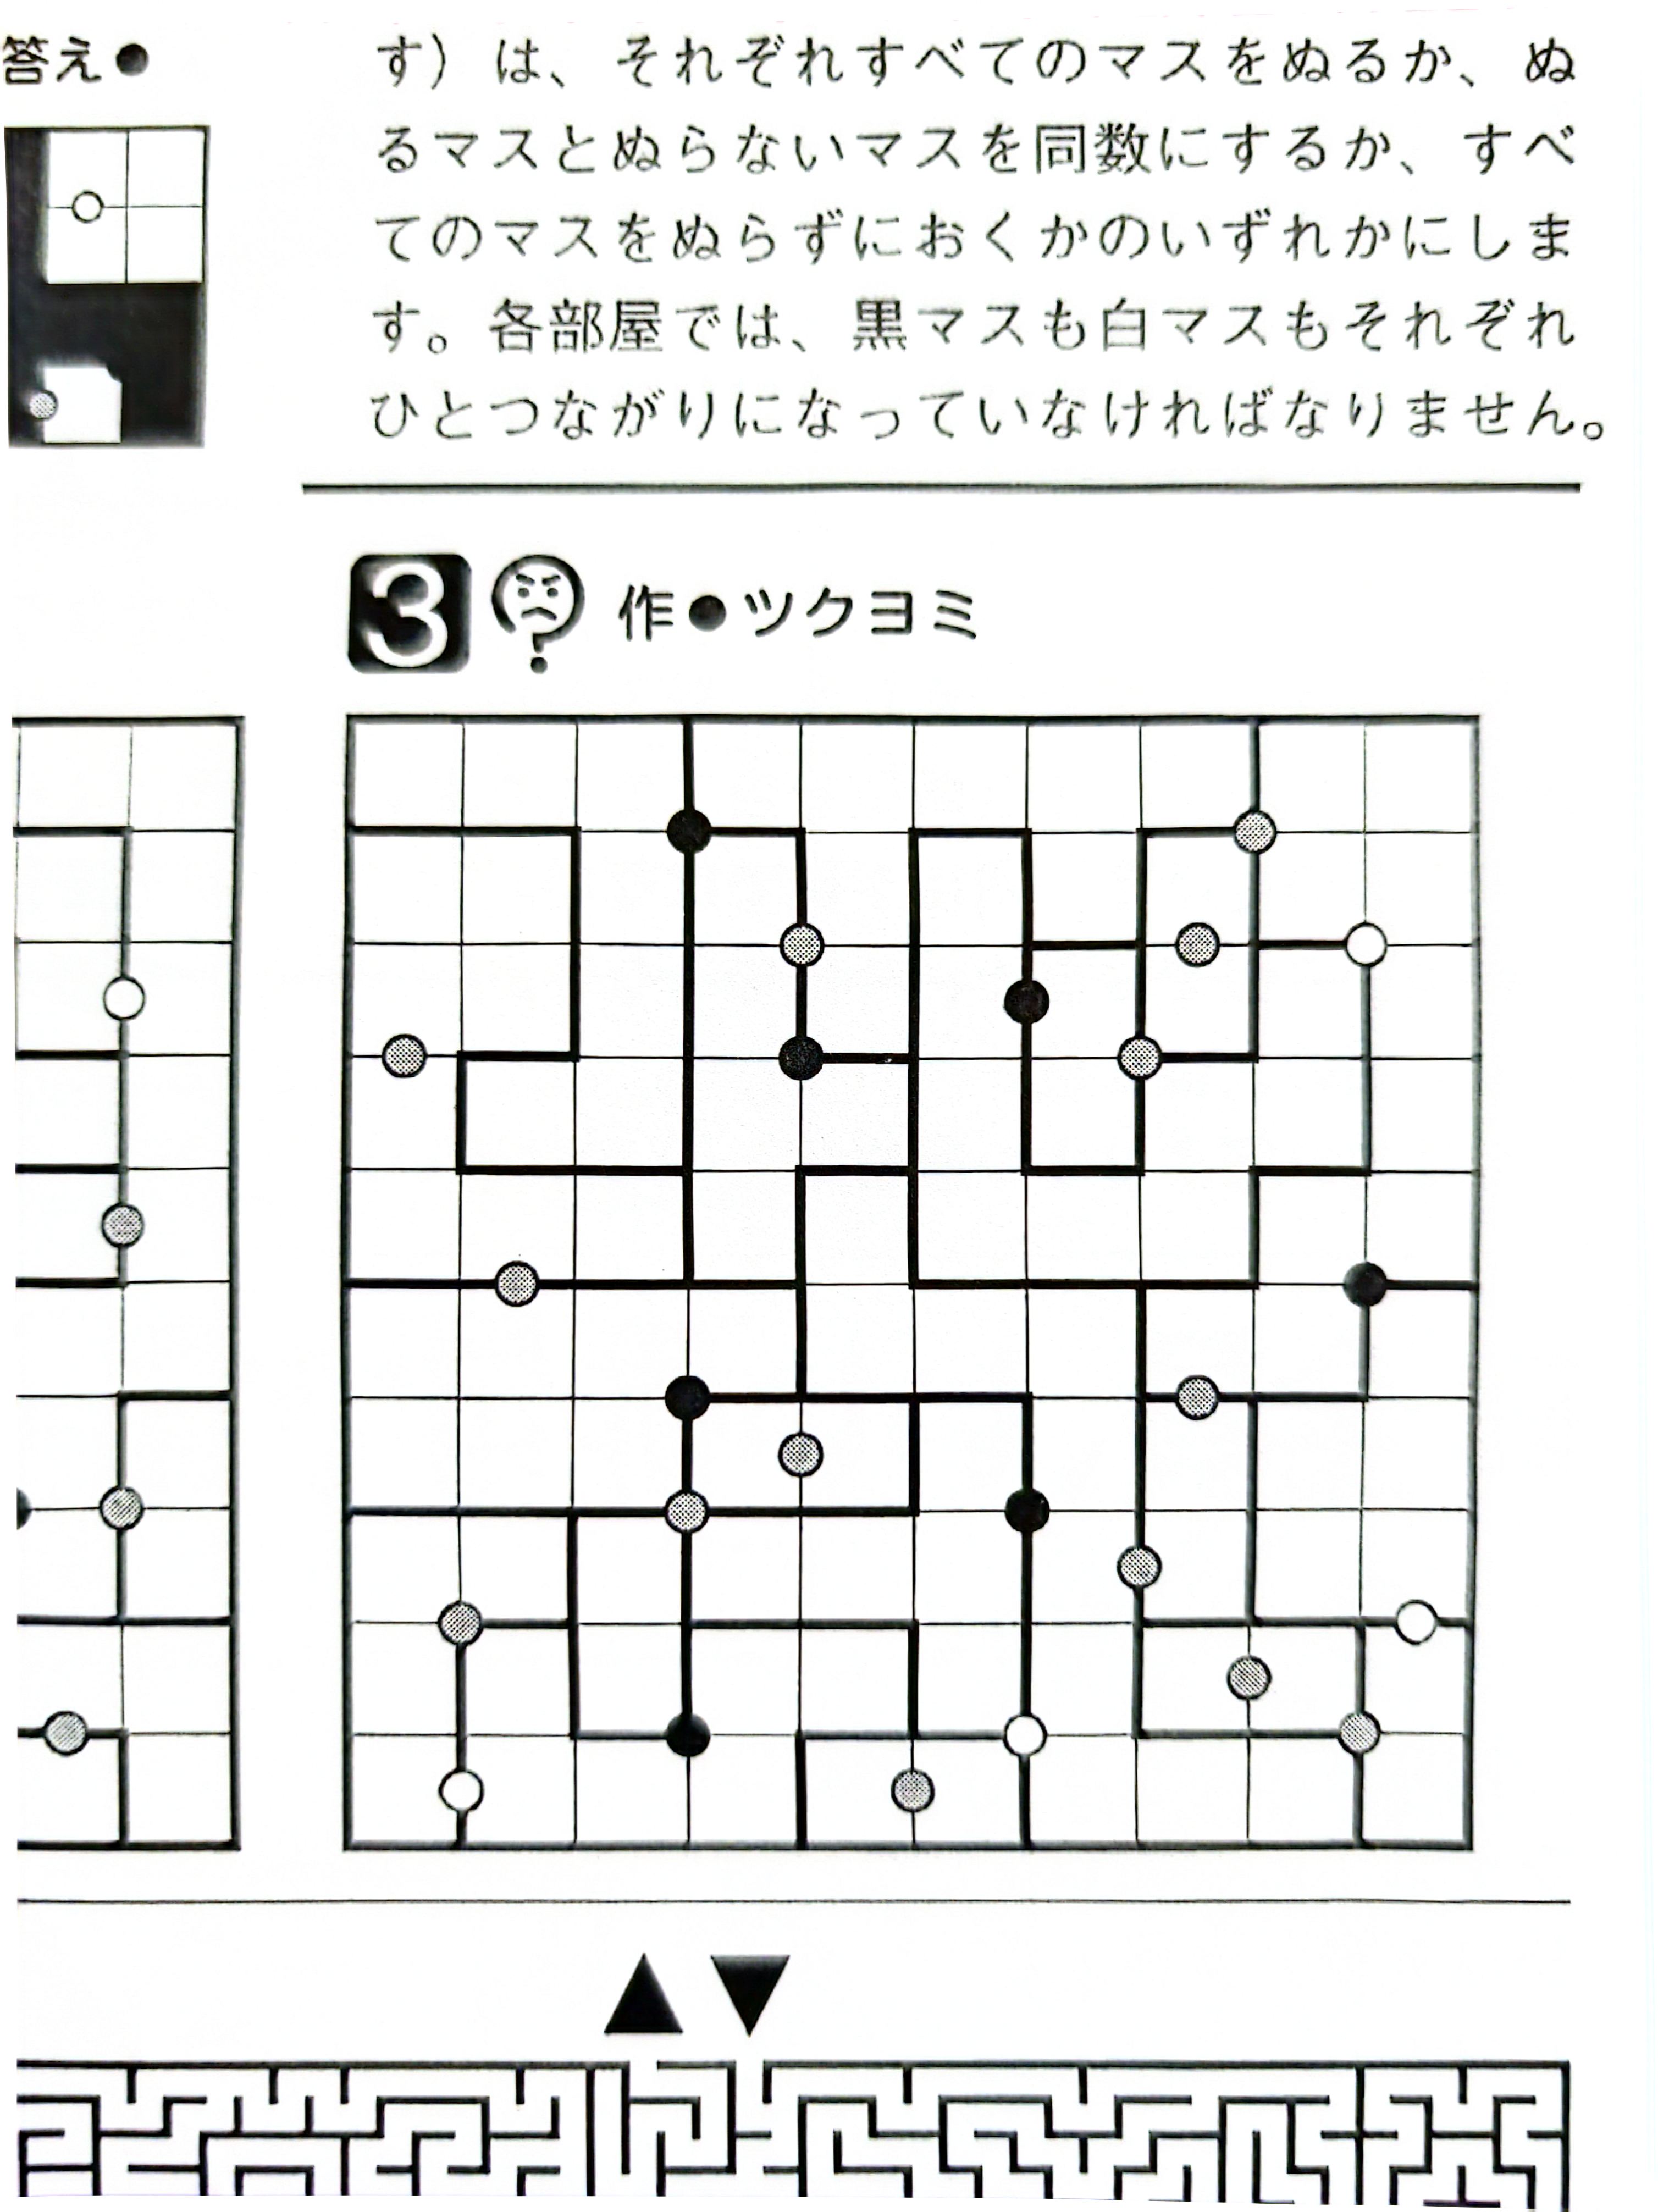 答え●
す）は、それぞれすべてのマスをぬるか、ぬ
るマスとぬらないマスを同数にするか、すべ
てのマスをぬらずにおくかのいずれかにしま
す。各部屋では、黒マスも白マスもそれぞれ
ひとつながりになっていなければなりません。
3 作●ツクヨミ